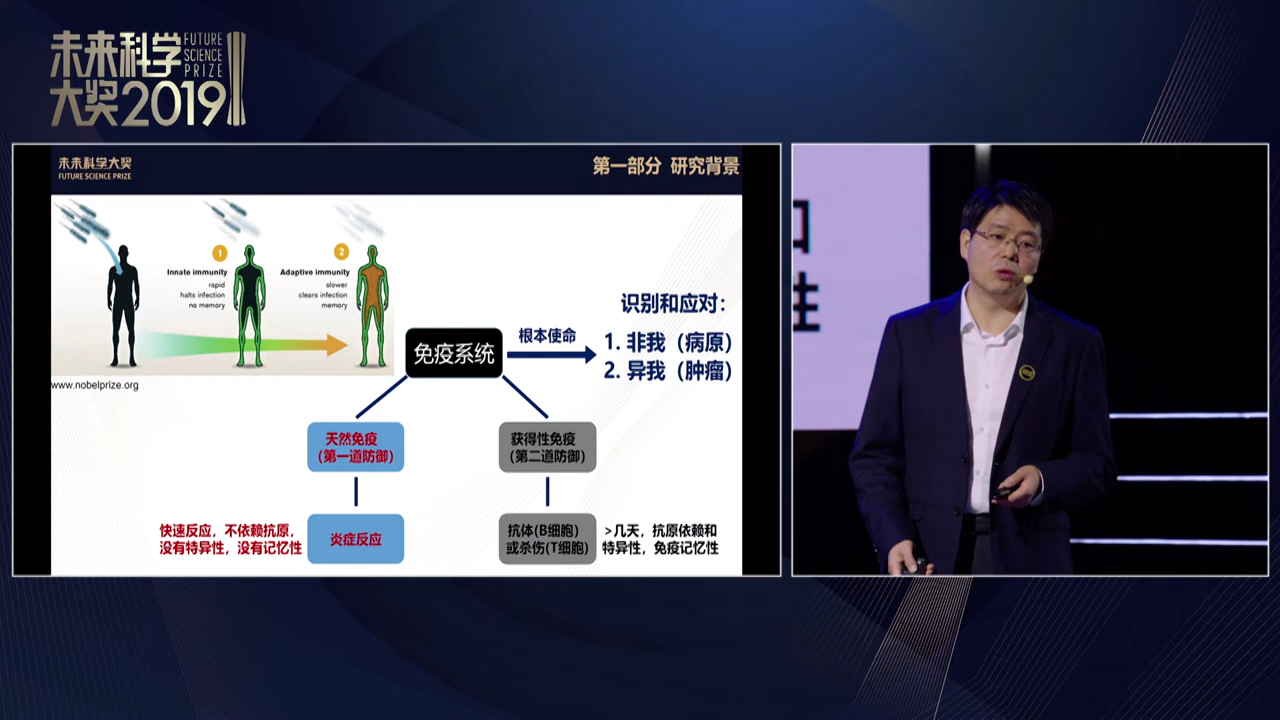 未来科学
大奖2019
FUTURE
SCIENCE
PRIZE
未来科学大奖
FUTURE SCIENCE PRIZE
第一部分 研究背景
1
Innate immunity
rapid
halts infection
no memory
2
Adaptive immunity
slower
clears infection
memory
www.nobelprize.org
免疫系统
根本使命
识别和应对：
1. 非我（病原）
2. 异我（肿瘤）
天然免疫
（第一道防御）
获得性免疫
（第二道防御）
快速反应，不依赖抗原，
没有特异性，没有记忆性
炎症反应
抗体(B细胞)
或杀伤(T细胞)
>几天，抗原依赖和
特异性，免疫记忆性
性